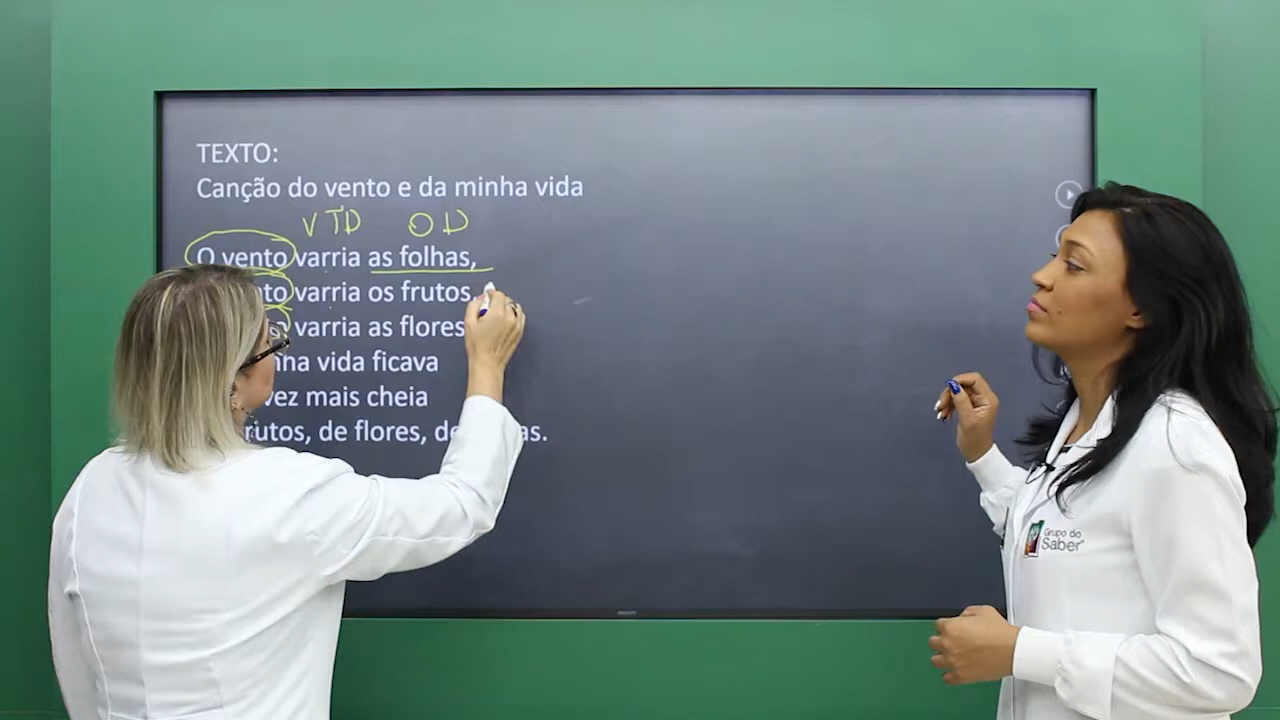 TEXTO:
Canção do vento e da minha vida
VTD OD
O vento varria as folhas,
varria os frutos,
varria as flores
vida ficava
vez mais cheia
de flores,
Grupo do
Saber